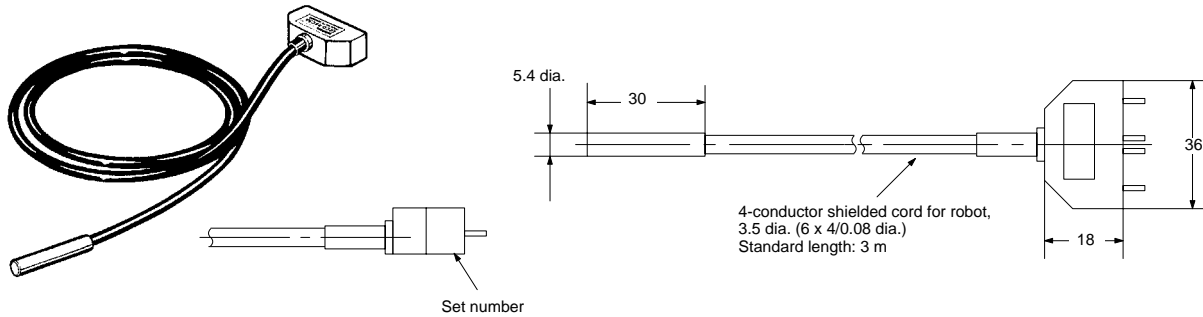 5.4 dia.
30
36
4-conductor shielded cord for robot,
3.5 dia. (6 x 4/0.08 dia.)
Standard length: 3 m
18
Set number